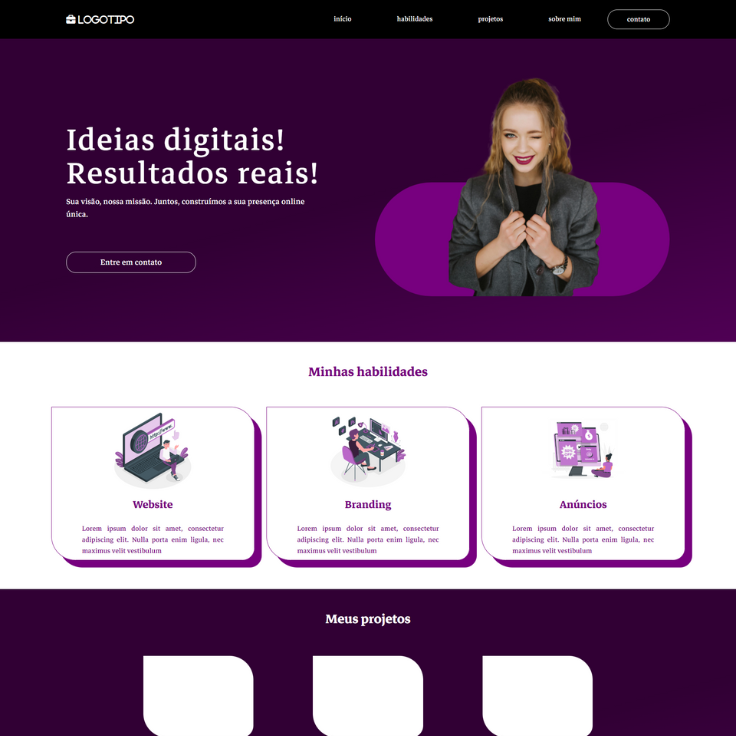 LOGOTIPO
início
habilidades
projetos
sobre mim
contato
Ideias digitais!
Resultados reais!
Sua visão, nossa missão. Juntos, construímos a sua presença online
única.
Entre em contato
Minhas habilidades
http://www.
Website
Lorem ipsum dolor sit amet, consectetur
adipiscing elit. Nulla porta enim ligula, nec
maximus velit vestibulum
Branding
Lorem ipsum dolor sit amet, consectetur
adipiscing elit. Nulla porta enim ligula, nec
maximus velit vestibulum
Anúncios
Lorem ipsum dolor sit amet, consectetur
adipiscing elit. Nulla porta enim ligula, nec
maximus velit vestibulum
Meus projetos